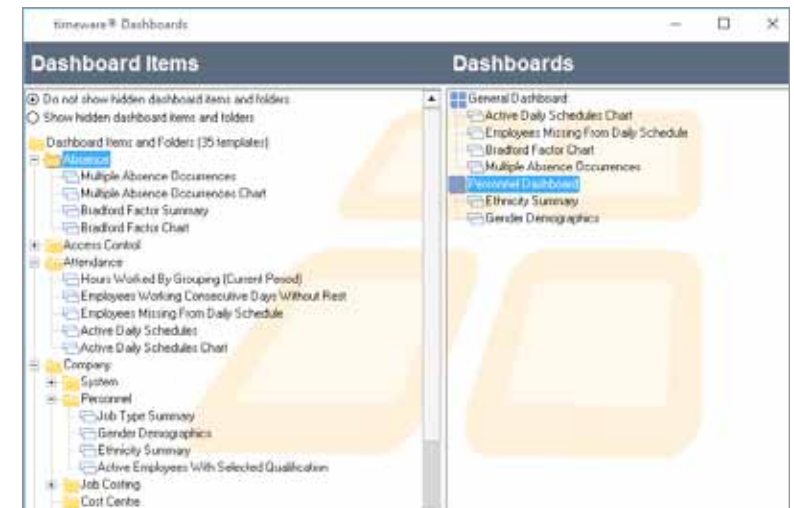 timeware® Dashboards
Dashboard Items
Do not show hidden dashboard items and folders
Show hidden dashboard items and folders
Dashboard Items and Folders (35 templates)
Absence
Multiple Absence Occurrences
Multiple Absence Occurrences Chart
Bradford Factor Summary
Bradford Factor Chart
Access Control
Attendance
Hours Worked By Grouping (Current Period)
Employees Working Consecutive Days Without Rest
Employees Missing From Daily Schedule
Active Daily Schedules
Active Daily Schedules Chart
Company
System
Personnel
Job Type Summary
Gender Demographics
Ethnicity Summary
Active Employees With Selected Qualification
Job Costing
Cost Centre
Dashboards
General Dashboard
Active Daily Schedules Chart
Employees Missing From Daily Schedule
Bradford Factor Chart
Multiple Absence Occurrences
Personnel Dashboard
Ethnicity Summary
Gender Demographics